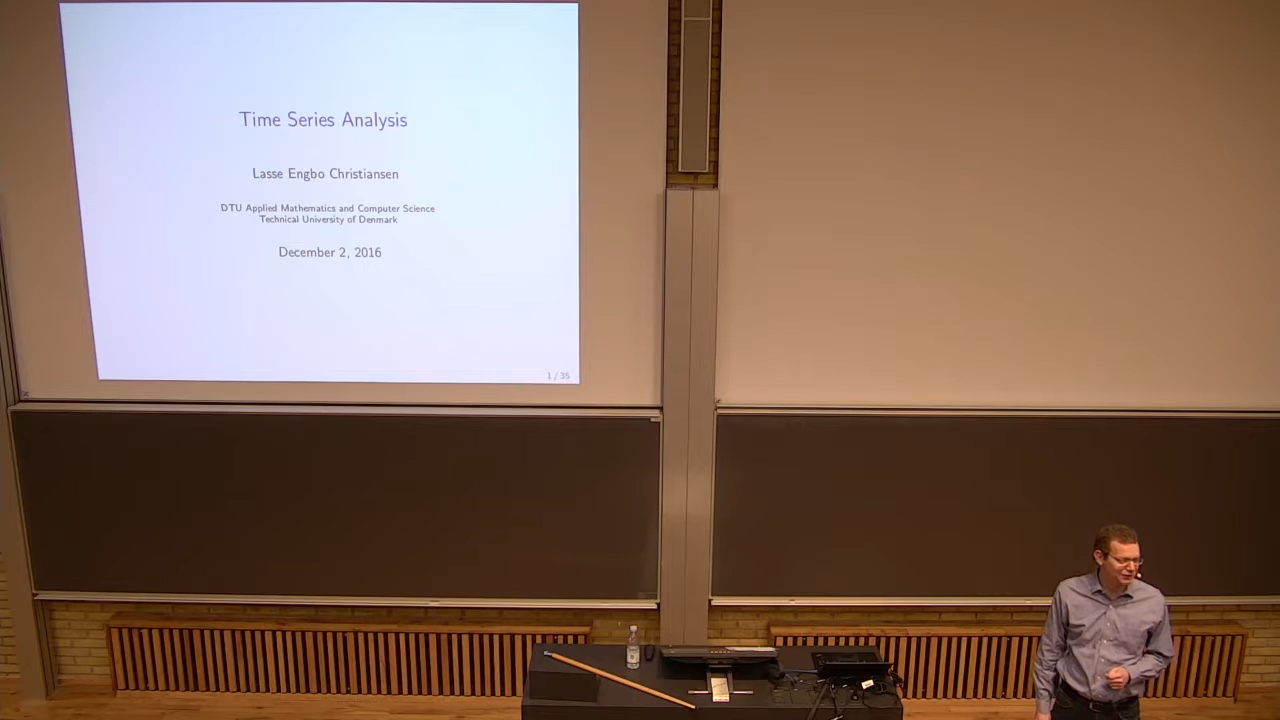 Time Series Analysis
Lasse Engbo Christiansen
DTU Applied Mathematics and Computer Science
Technical University of Denmark
December 2, 2016
1 / 35